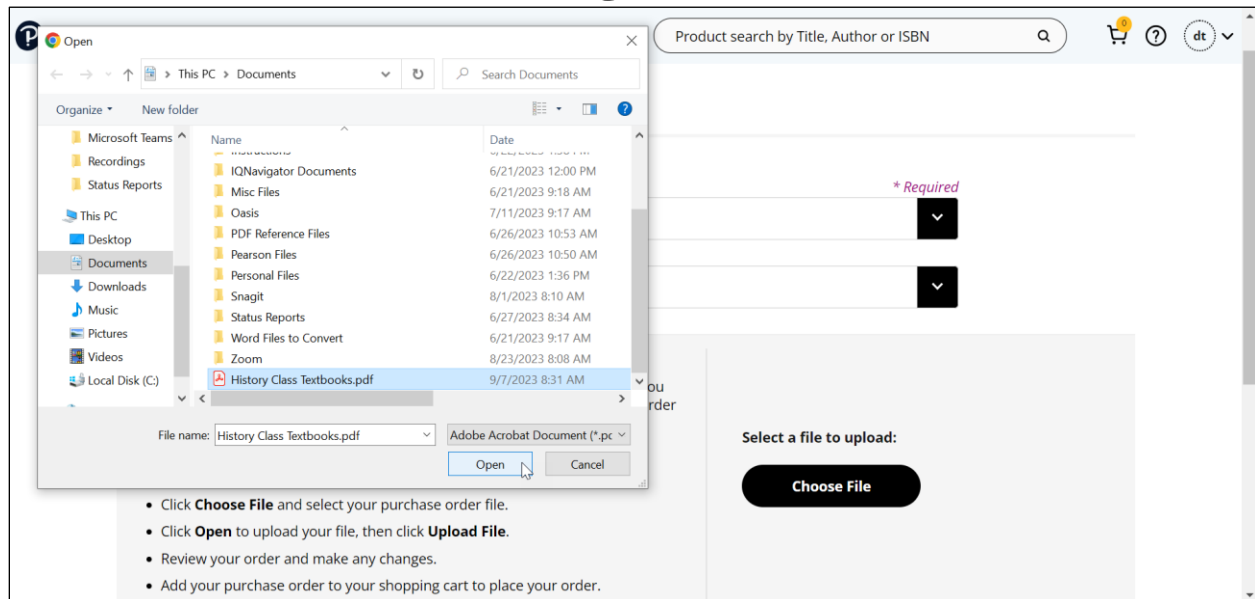 Open
This PC > Documents
Search Documents
Organize
New folder
Microsoft Teams
Recordings
Status Reports
This PC
Desktop
Documents
Downloads
Music
Pictures
Videos
Local Disk (C:)
Name Date
IQNavigator Documents 6/21/2023 12:00 PM
Misc Files 6/21/2023 9:18 AM
Oasis 7/11/2023 9:17 AM
PDF Reference Files 6/26/2023 10:53 AM
Pearson Files 6/26/2023 10:50 AM
Personal Files 6/22/2023 1:36 PM
Snagit 8/1/2023 8:10 AM
Status Reports 6/27/2023 8:34 AM
Word Files to Convert 6/21/2023 9:17 AM
Zoom 8/23/2023 8:08 AM
History Class Textbooks.pdf 9/7/2023 8:31 AM
File name: History Class Textbooks.pdf
Adobe Acrobat Document (*.pc
Open Cancel
Product search by Title, Author or ISBN
0
dt
* Required
ou
rder
Select a file to upload:
Choose File
• Click Choose File and select your purchase order file.
• Click Open to upload your file, then click Upload File.
• Review your order and make any changes.
• Add your purchase order to your shopping cart to place your order.